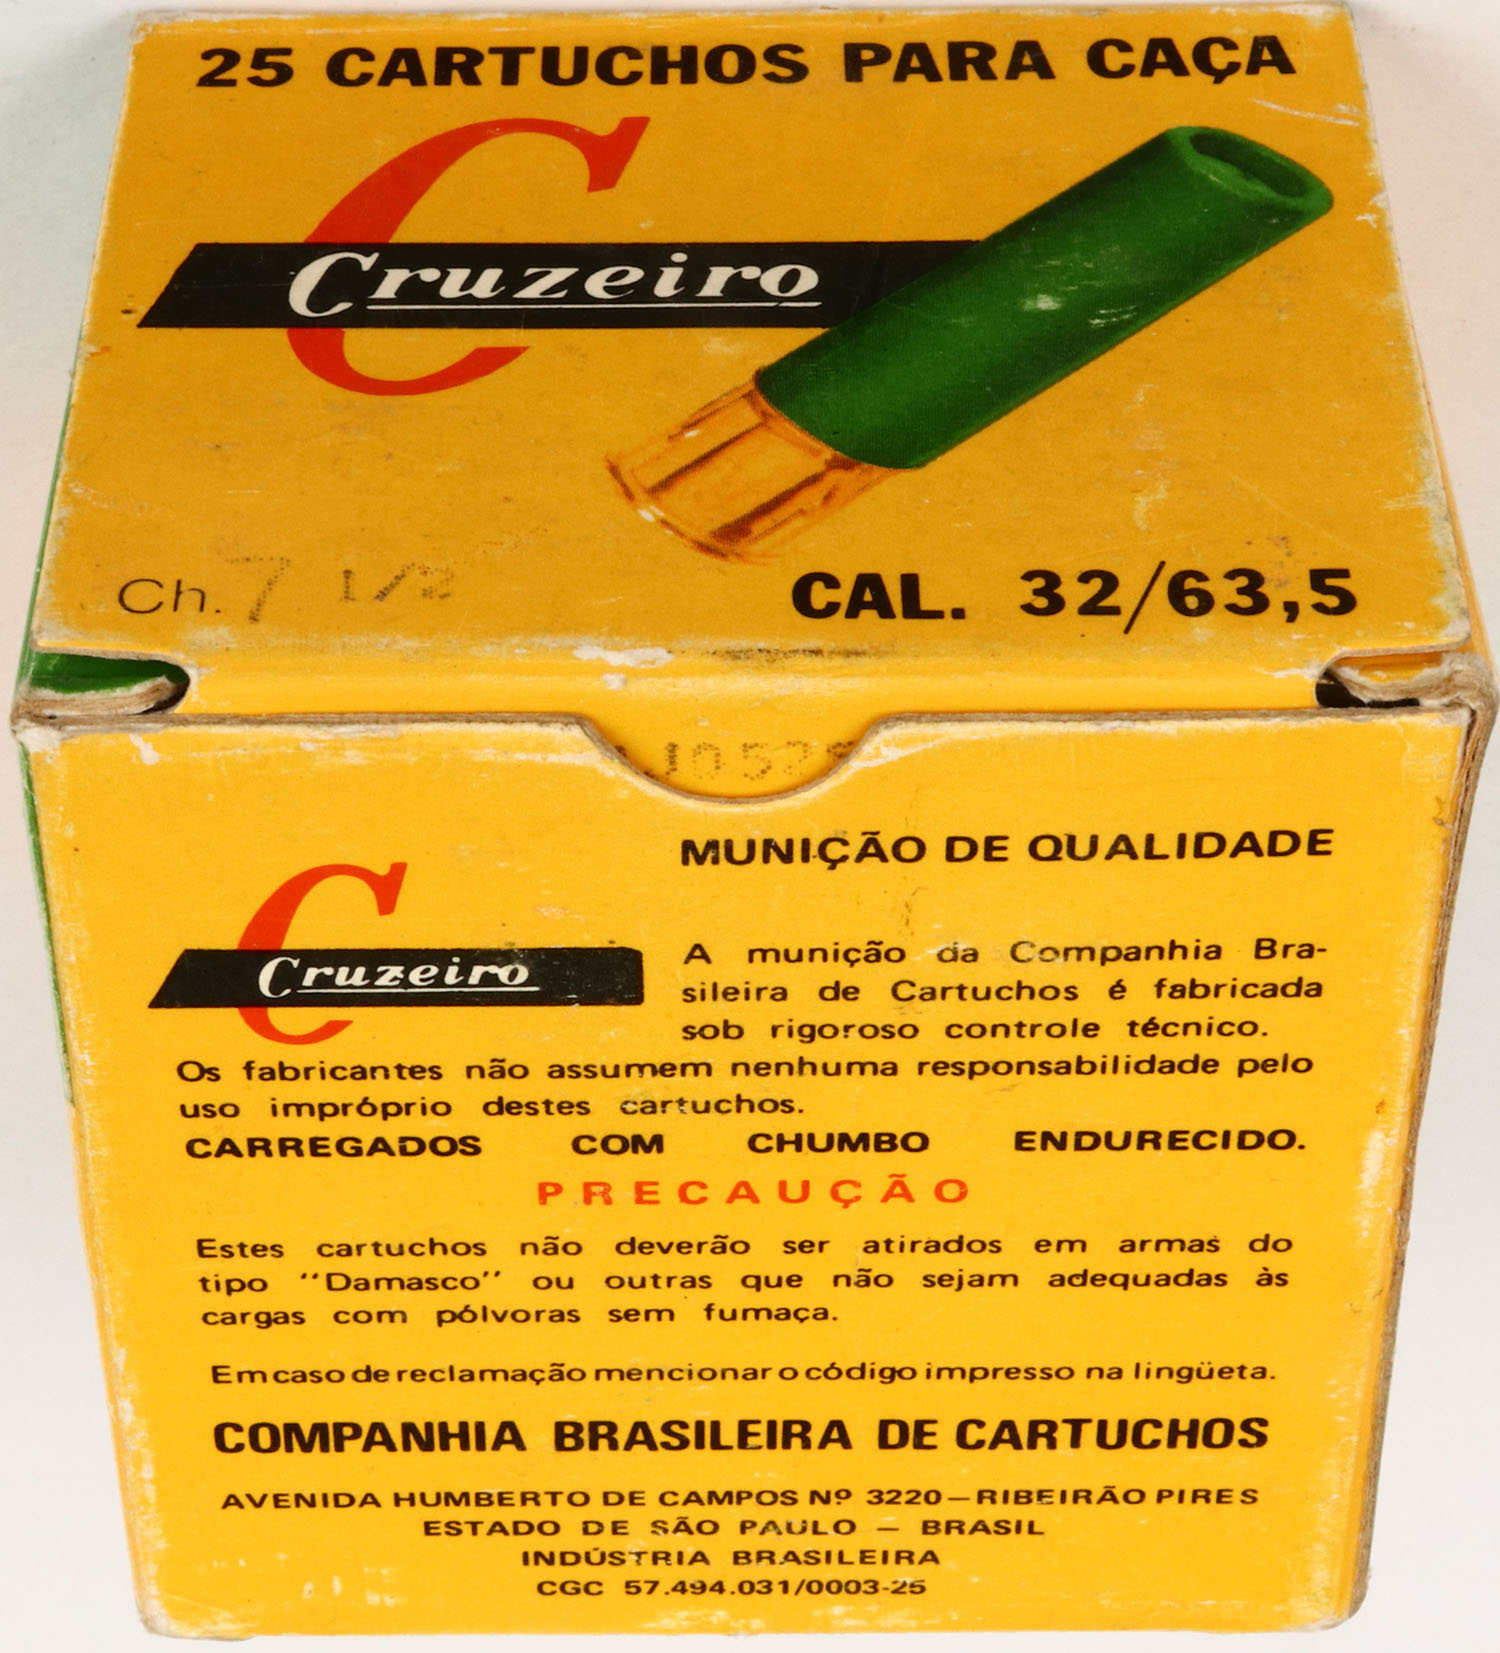 25 CARTUCHOS PARA CAÇA
C
Cruzeiro
Ch. 7 1/2
CAL. 32/63,5
MUNIÇÃO DE QUALIDADE
C
Cruzeiro
A munição da Companhia Bra-
sileira de Cartuchos é fabricada
sob rigoroso controle técnico.
Os fabricantes não assumem nenhuma responsabilidade pelo
uso impróprio destes cartuchos.
CARREGADOS COM CHUMBO ENDURECIDO.
PRECAUÇÃO
Estes cartuchos não deverão ser atirados em armas do
tipo "Damasco" ou outras que não sejam adequadas às
cargas com pólvoras sem fumaça.
Em caso de reclamação mencionar o código impresso na lingüeta.
COMPANHIA BRASILEIRA DE CARTUCHOS
AVENIDA HUMBERTO DE CAMPOS Nº 3220 — RIBEIRÃO PIRES
ESTADO DE SÃO PAULO — BRASIL
INDÚSTRIA BRASILEIRA
CGC 57.494.031/0003-25